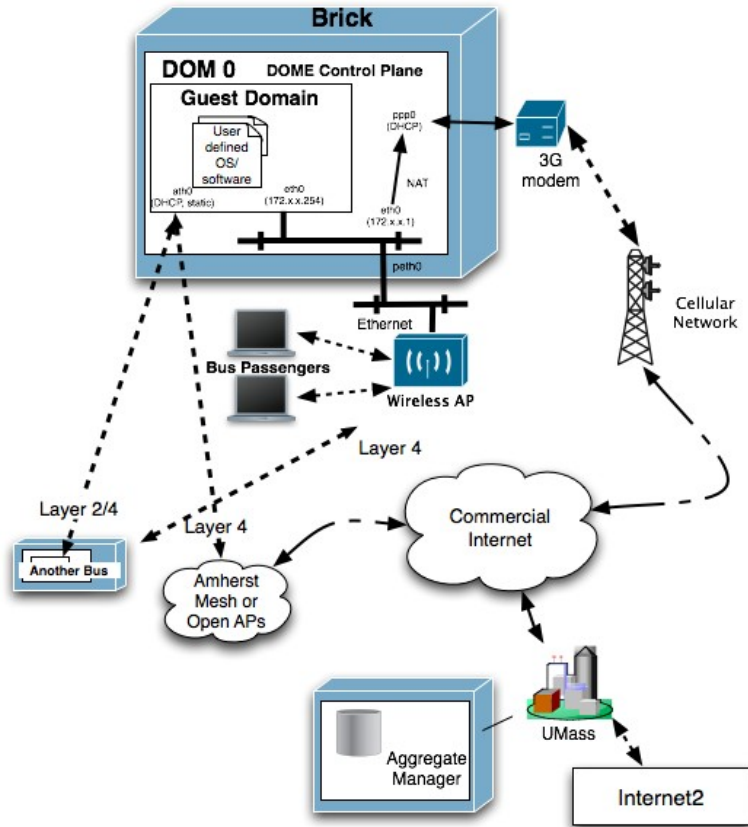 Brick
DOM 0
DOME Control Plane
Guest Domain
User
defined
OS/
software
ath0
(DHCP, static)
eth0
(172.x.x.254)
ppp0
(DHCP)
NAT
eth0
(172.x.x.1)
peth0
3G
modem
Cellular
Network
Ethernet
Bus Passengers
Wireless AP
Layer 4
Layer 2/4
Layer 4
Another Bus
Amherst
Mesh or
Open APs
Commercial
Internet
UMass
Aggregate
Manager
Internet2